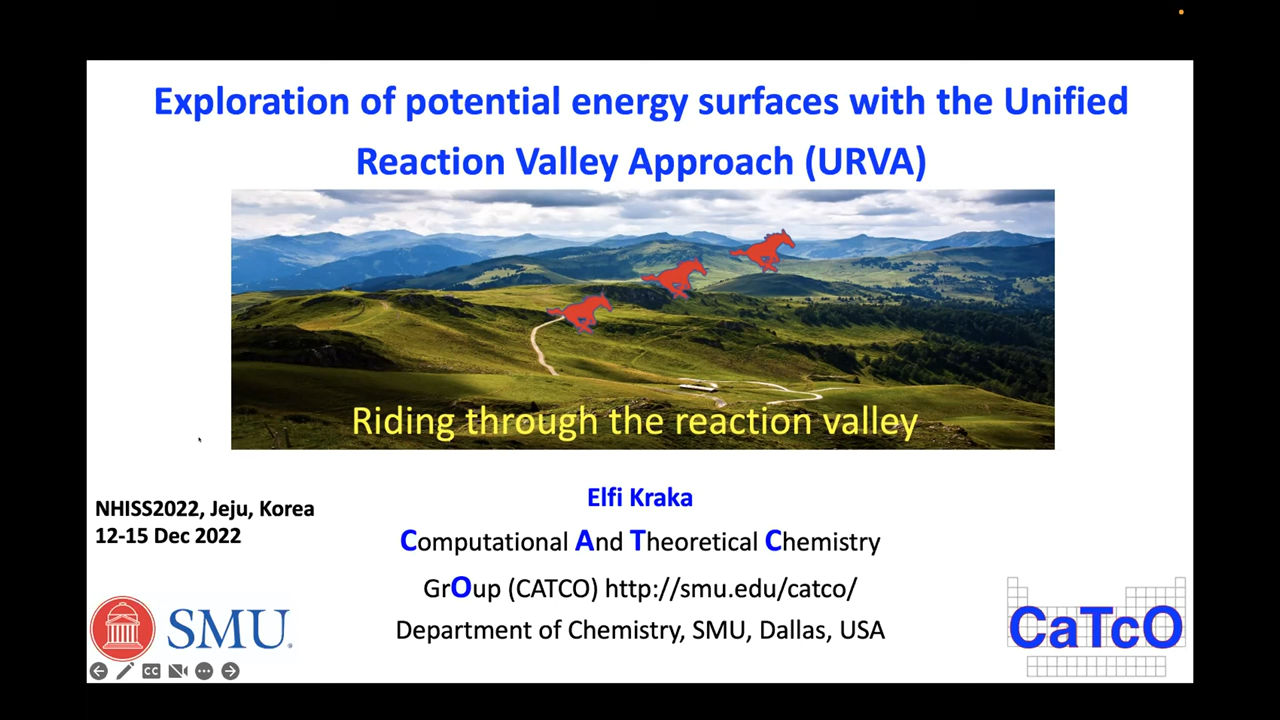 Exploration of potential energy surfaces with the Unified
Reaction Valley Approach (URVA)
Riding through the reaction valley
NHISS2022, Jeju, Korea
12-15 Dec 2022
Elfi Kraka
Computational And Theoretical Chemistry
GrOup (CATCO) http://smu.edu/catco/
Department of Chemistry, SMU, Dallas, USA
SMU
CaTcO
CC